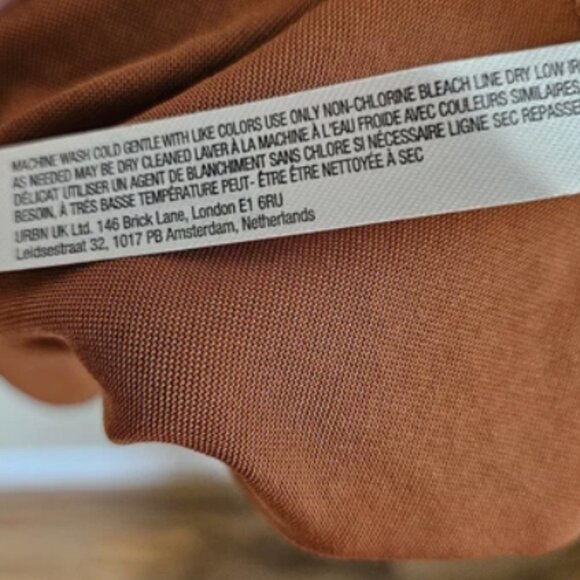 MACHINE WASH COLD GENTLE WITH LIKE COLORS USE ONLY NON-CHLORINE BLEACH LINE DRY LOW IR
AS NEEDED MAY BE DRY CLEANED LAVER À LA MACHINE À L'EAU FROIDE AVEC COULEURS SIMILAIRES
DÉLICAT UTILISER UN AGENT DE BLANCHIMENT SANS CHLORE SI NÉCESSAIRE LIGNE SEC REPASSE
BESOIN, À TRÉS BASSE TEMPÉRATURE PEUT- ÊTRE ÊTRE NETTOYÉE À SEC
URBN UK Ltd. 146 Brick Lane, London E1 6RU
Leidsestraat 32, 1017 PB Amsterdam, Netherlands